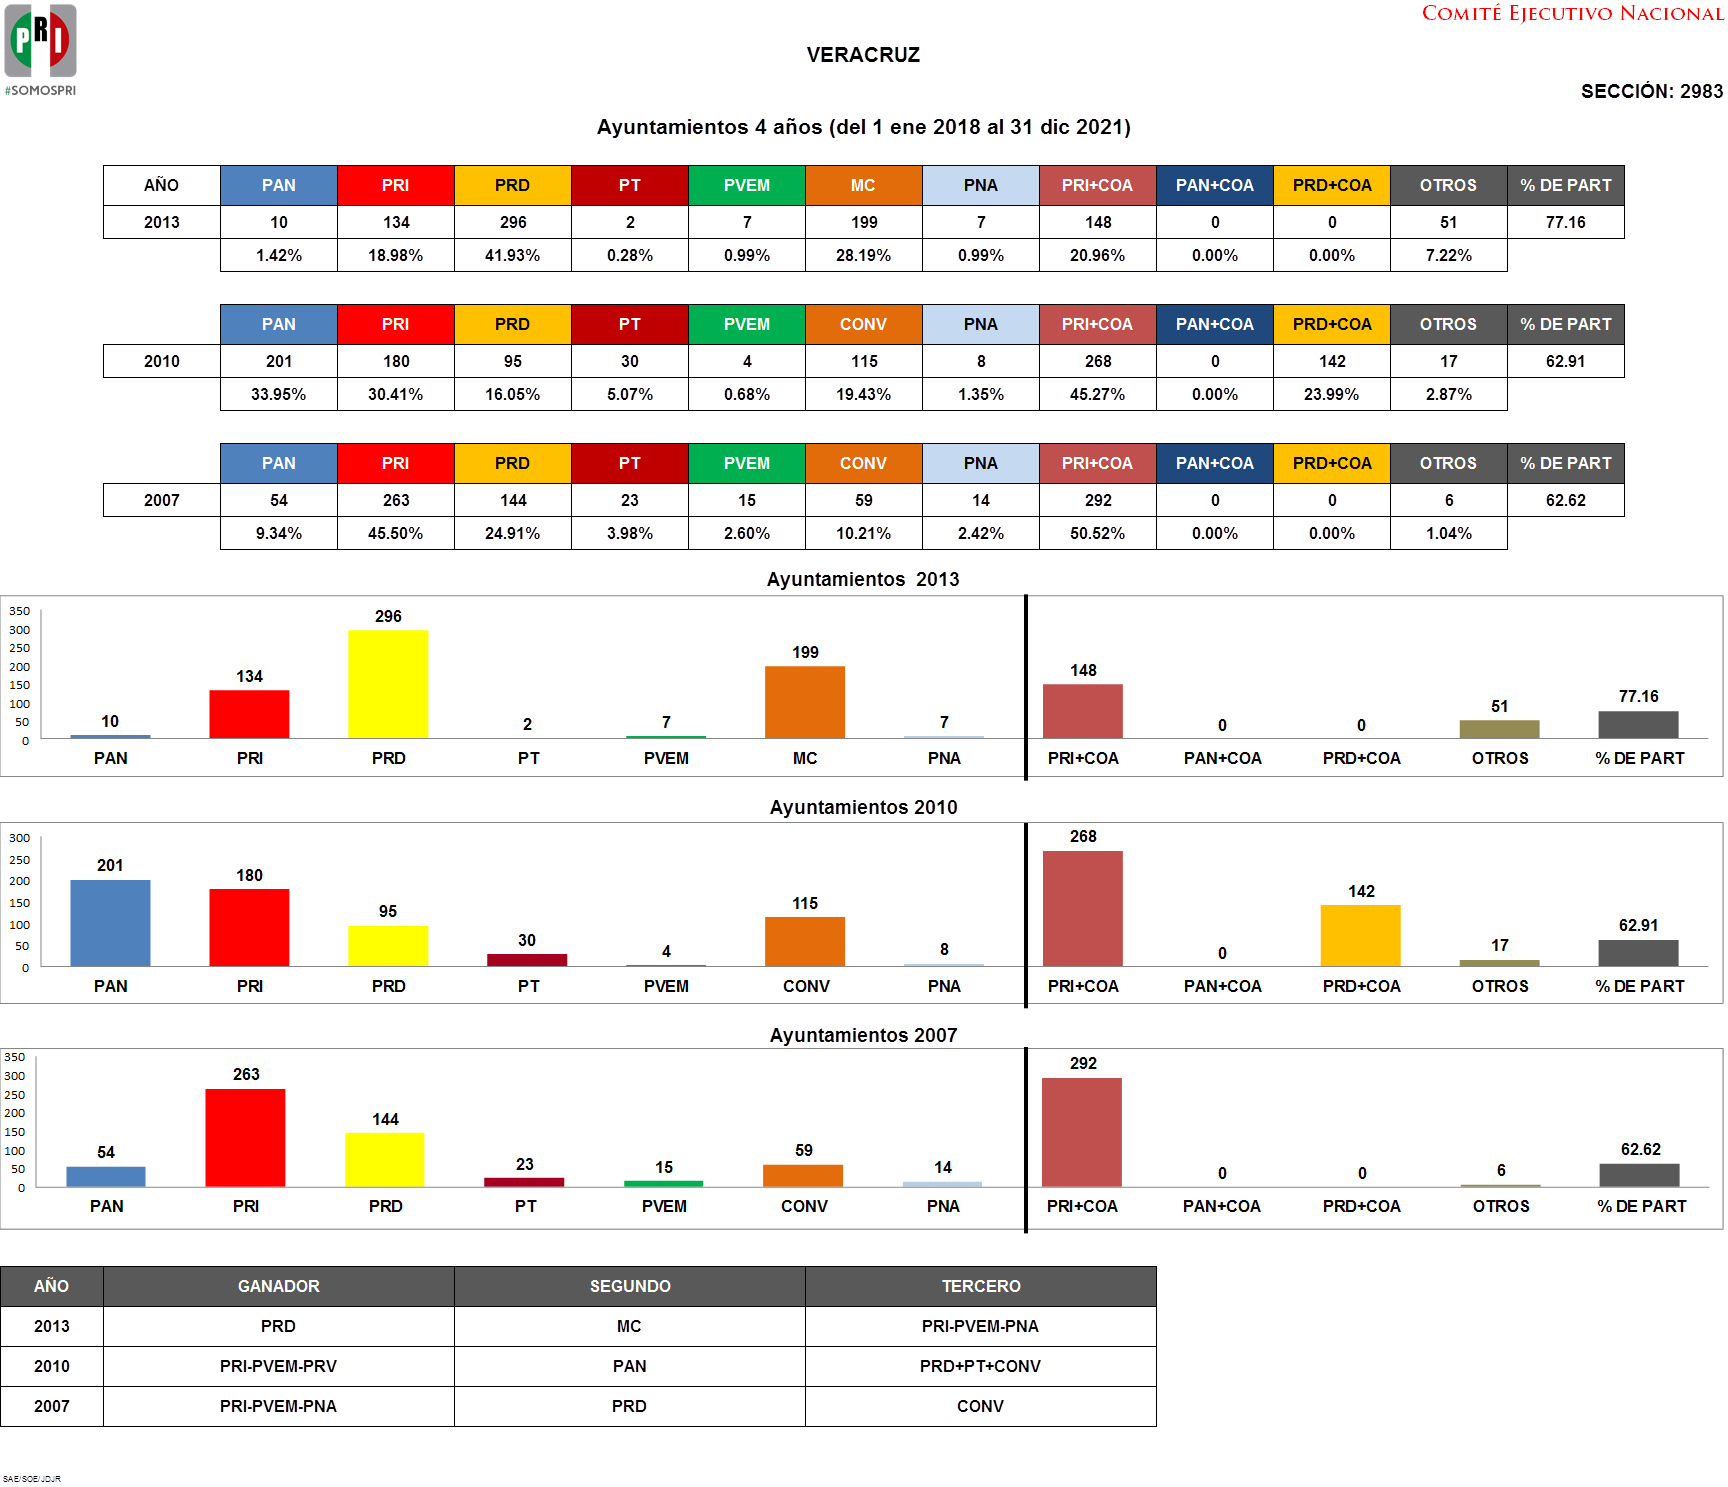 COMITÉ EJECUTIVO NACIONAL
PRI
#SOMOSPRI
VERACRUZ
SECCIÓN: 2983
Ayuntamientos 4 años (del 1 ene 2018 al 31 dic 2021)
AÑO PAN PRI PRD PT PVEM MC PNA PRI+COA PAN+COA PRD+COA OTROS % DE PART
2013 10 134 296 2 7 199 7 148 0 0 51 77.16
1.42% 18.98% 41.93% 0.28% 0.99% 28.19% 0.99% 20.96% 0.00% 0.00% 7.22%
PAN PRI PRD PT PVEM CONV PNA PRI+COA PAN+COA PRD+COA OTROS % DE PART
2010 201 180 95 30 4 115 8 268 0 142 17 62.91
33.95% 30.41% 16.05% 5.07% 0.68% 19.43% 1.35% 45.27% 0.00% 23.99% 2.87%
PAN PRI PRD PT PVEM CONV PNA PRI+COA PAN+COA PRD+COA OTROS % DE PART
2007 54 263 144 23 15 59 14 292 0 0 6 62.62
9.34% 45.50% 24.91% 3.98% 2.60% 10.21% 2.42% 50.52% 0.00% 0.00% 1.04%
Ayuntamientos 2013
350
300
250
200
150
100
50
0
10 134 296 2 7 199 7 148 0 0 51 77.16
PAN PRI PRD PT PVEM MC PNA PRI+COA PAN+COA PRD+COA OTROS % DE PART
Ayuntamientos 2010
300
250
200
150
100
50
0
201 180 95 30 4 115 8 268 0 142 17 62.91
PAN PRI PRD PT PVEM CONV PNA PRI+COA PAN+COA PRD+COA OTROS % DE PART
Ayuntamientos 2007
350
300
250
200
150
100
50
0
54 263 144 23 15 59 14 292 0 0 6 62.62
PAN PRI PRD PT PVEM CONV PNA PRI+COA PAN+COA PRD+COA OTROS % DE PART
AÑO GANADOR SEGUNDO TERCERO
2013 PRD MC PRI-PVEM-PNA
2010 PRI-PVEM-PRV PAN PRD+PT+CONV
2007 PRI-PVEM-PNA PRD CONV
SAE/SOE/JDJR